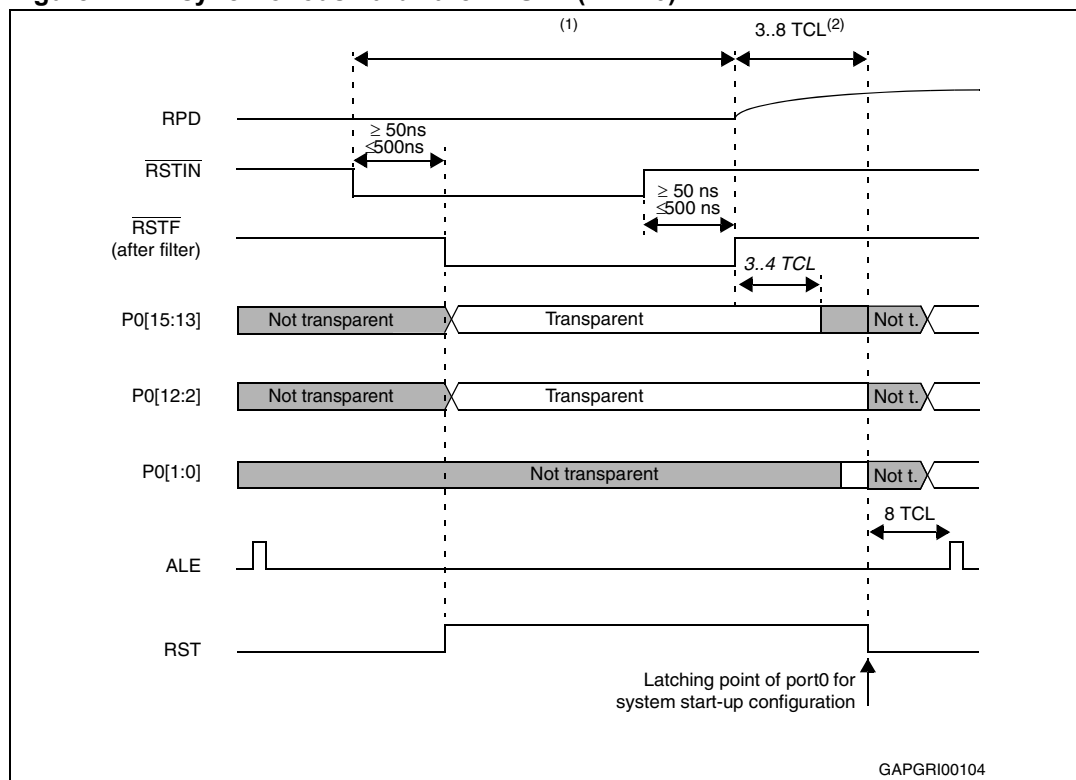 (1)
3..8 TCL(2)
RPD
≥ 50ns
≤500ns
RSTIN
≥ 50 ns
≤500 ns
RSTF
(after filter)
3..4 TCL
P0[15:13]
Not transparent
Transparent
Not t.
P0[12:2]
Not transparent
Transparent
Not t.
P0[1:0]
Not transparent
Not t.
8 TCL
ALE
RST
Latching point of port0 for
system start-up configuration
GAPGRI00104